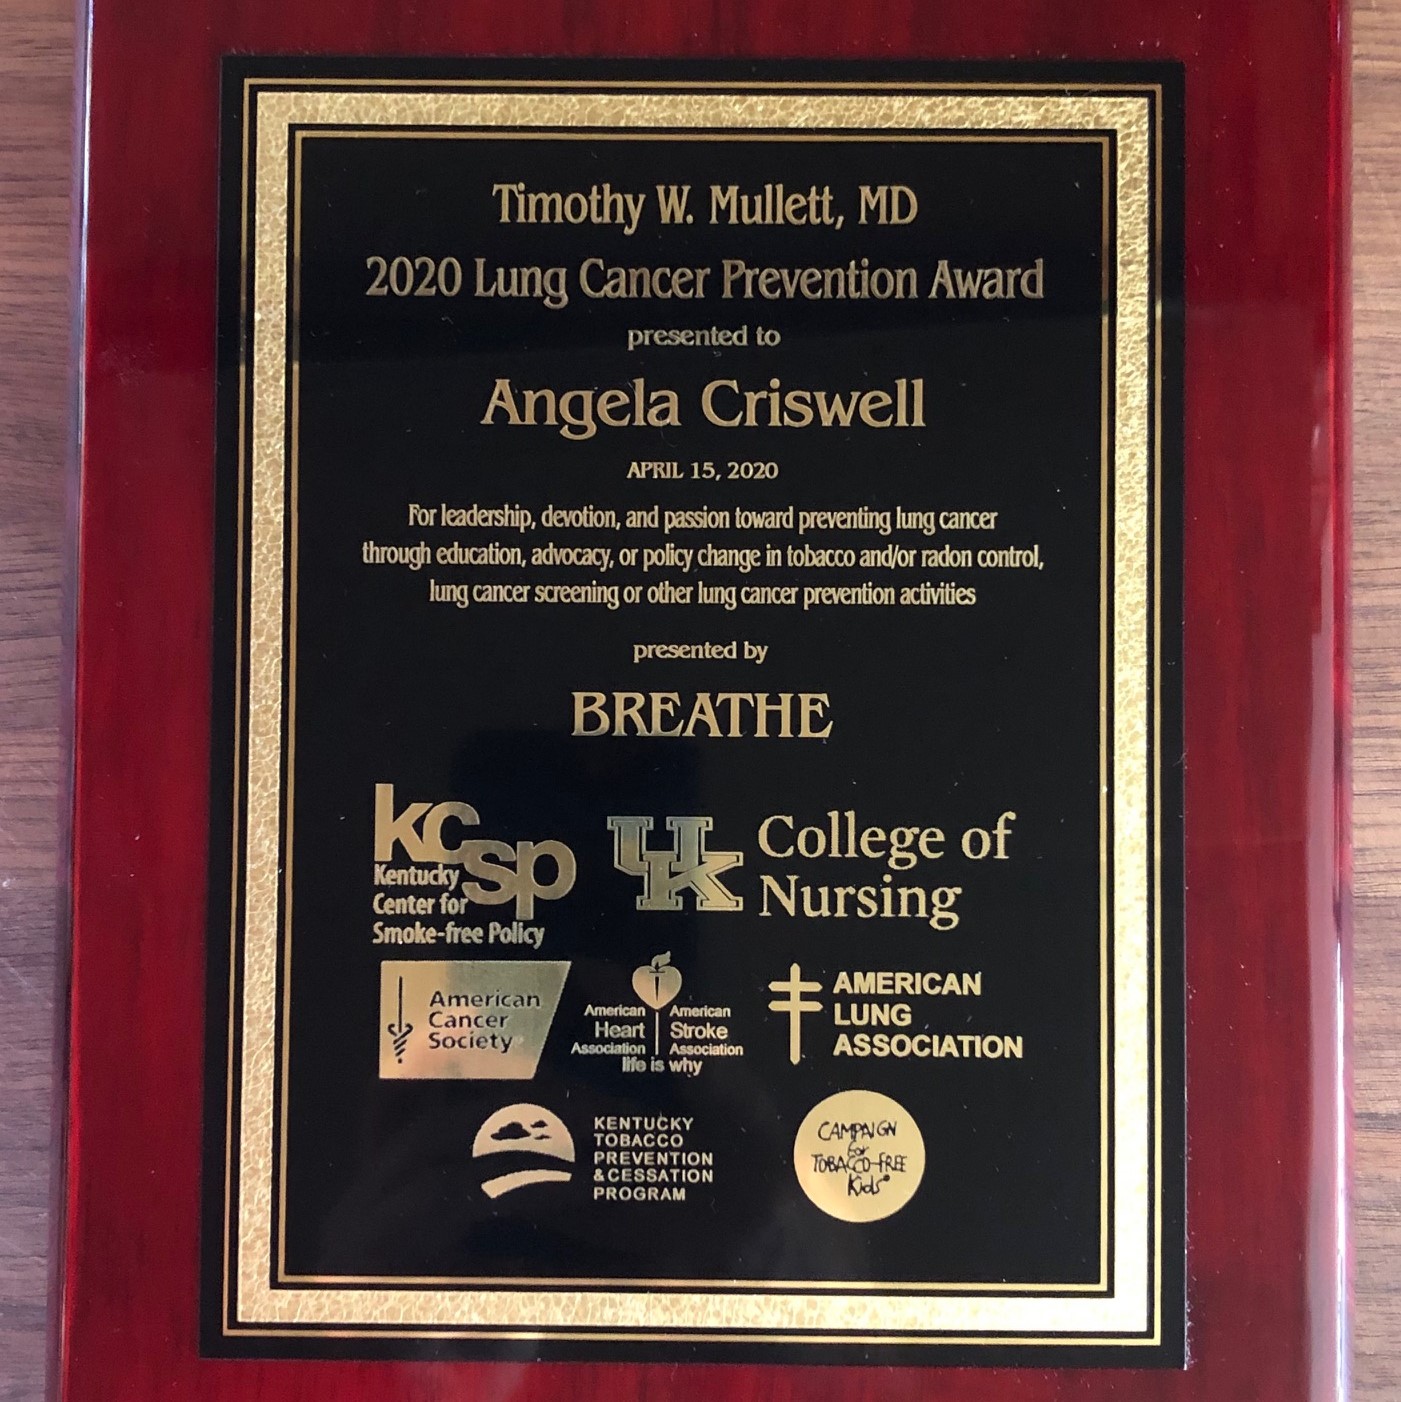 Timothy W. Mullett, MD
2020 Lung Cancer Prevention Award
presented to
Angela Criswell
APRIL 15, 2020
For leadership, devotion, and passion toward preventing lung cancer
through education, advocacy, or policy change in tobacco and/or radon control,
lung cancer screening or other lung cancer prevention activities
presented by
BREATHE
kcsp
Kentucky
Center for
Smoke-free Policy
UK
College of
Nursing
American
Cancer
Society
American
Heart
Association
American
Stroke
Association
life is why
AMERICAN
LUNG
ASSOCIATION
KENTUCKY
TOBACCO
PREVENTION
&CESSATION
PROGRAM
CAMPAIGN
for
TOBACCO-FREE
Kids®